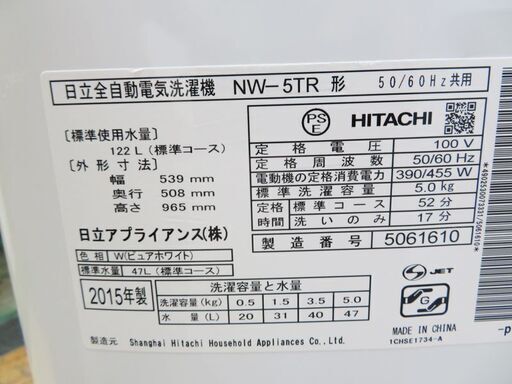 日立全自動電気洗濯機 NW-5TR 形 50/60Hz共用
[標準使用水量]
122 L (標準コース)
[外形寸法]
幅 539 mm
奥行 508 mm
高さ 965 mm
日立アプライアンス(株)
色相 W(ピュアホワイト)
標準水量 47L(標準コース)
PS E HITACHI
定格電圧 100 V
定格周波数 50/60 Hz
電動機の定格消費電力 390/455 W
標準洗濯容量 5.0 kg
定格時間 標準コース 52分
洗いのみ 17分
製造番号 5061610
*4902530073331/5061610*
2015年製
洗濯容量と水量
洗濯容量(kg) 0.5 1.5 3.5 5.0
水量(L) 20 31 40 47
S JET
G
製造元 Shanghai Hitachi Household Appliances Co., Ltd.
1CHSE1734-A
-p